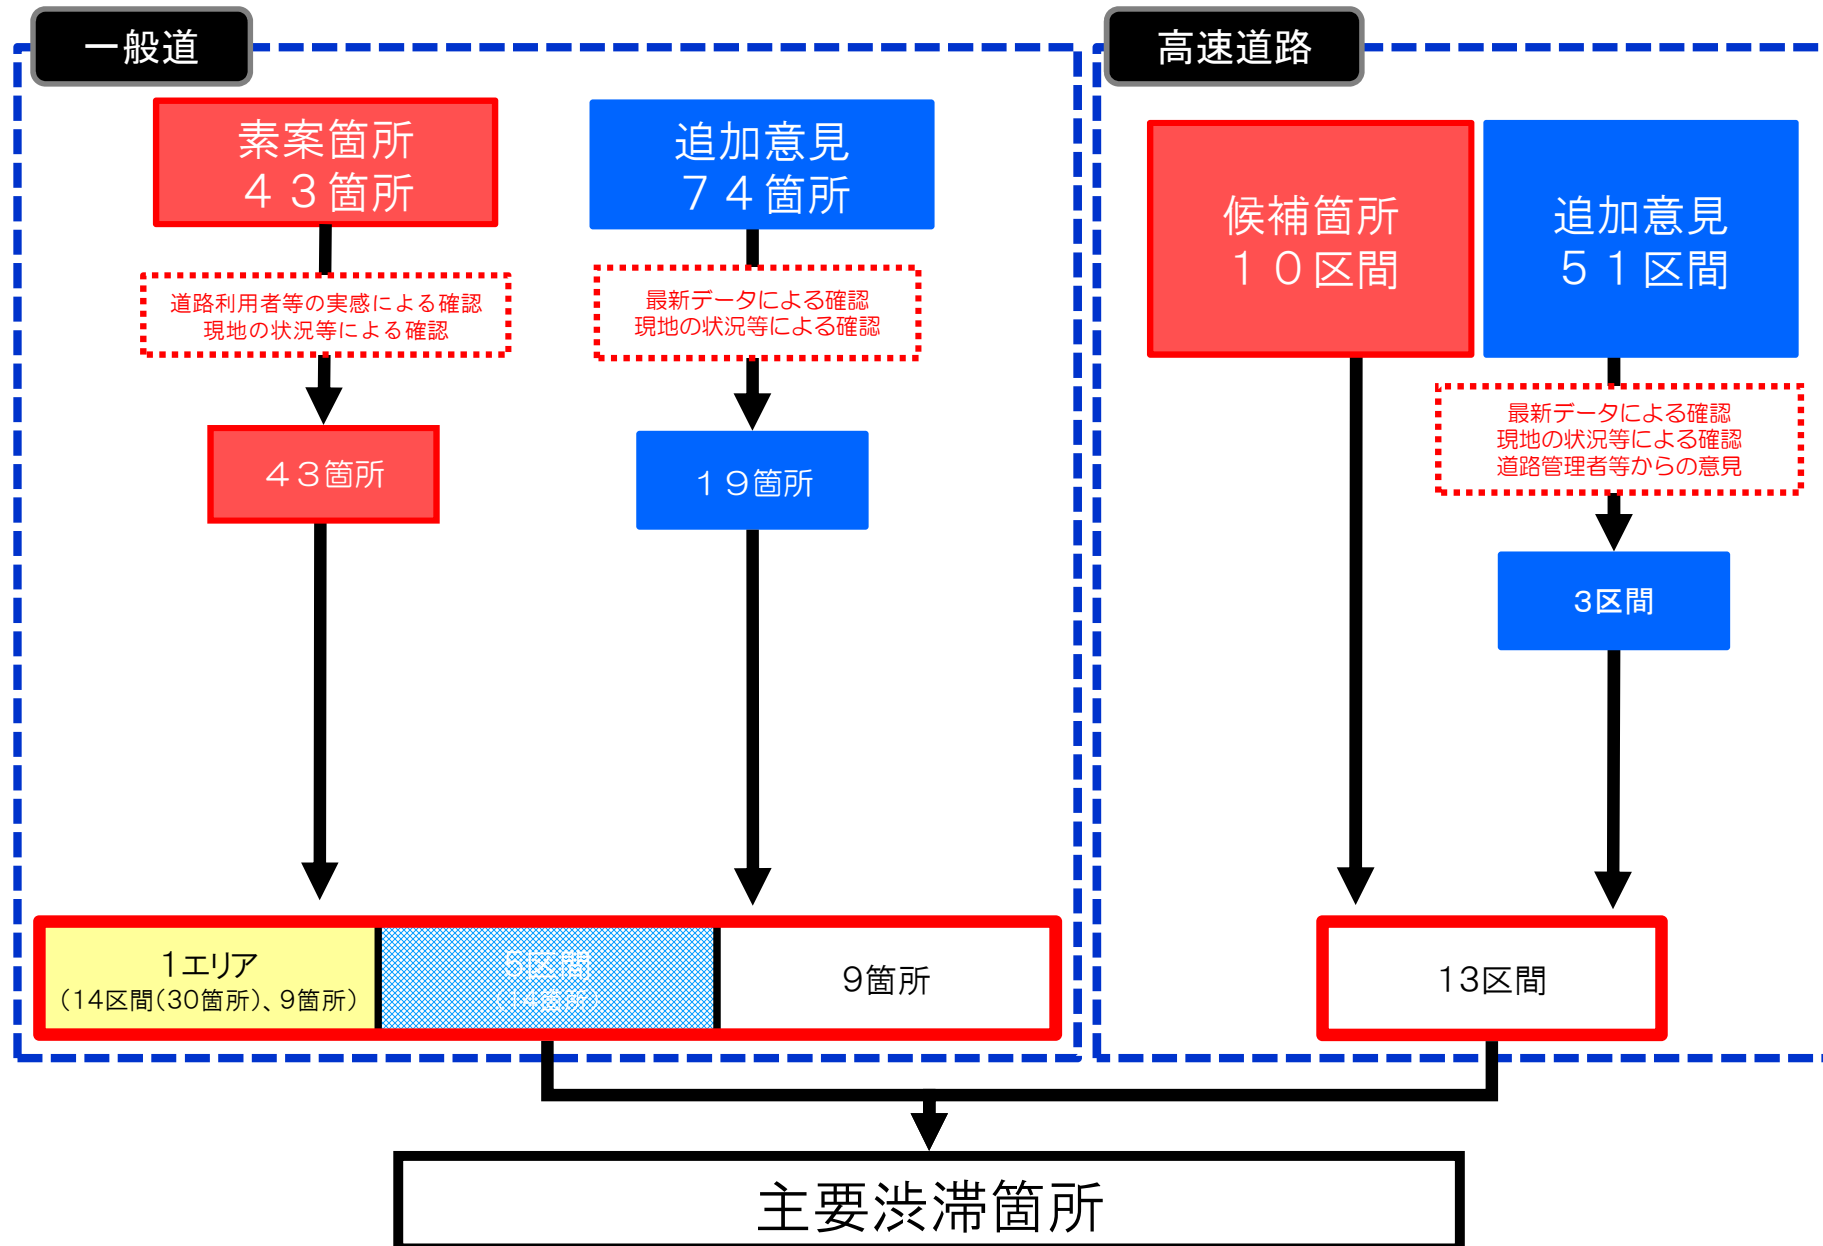 一般道
素案箇所
４３箇所
道路利用者等の実感による確認
現地の状況等による確認
４３箇所
追加意見
７４箇所
最新データによる確認
現地の状況等による確認
１９箇所
1エリア
(14区間(30箇所)、9箇所)
5区間
(14箇所)
9箇所
高速道路
候補箇所
１０区間
追加意見
５１区間
最新データによる確認
現地の状況等による確認
道路管理者等からの意見
3区間
13区間
主要渋滞箇所